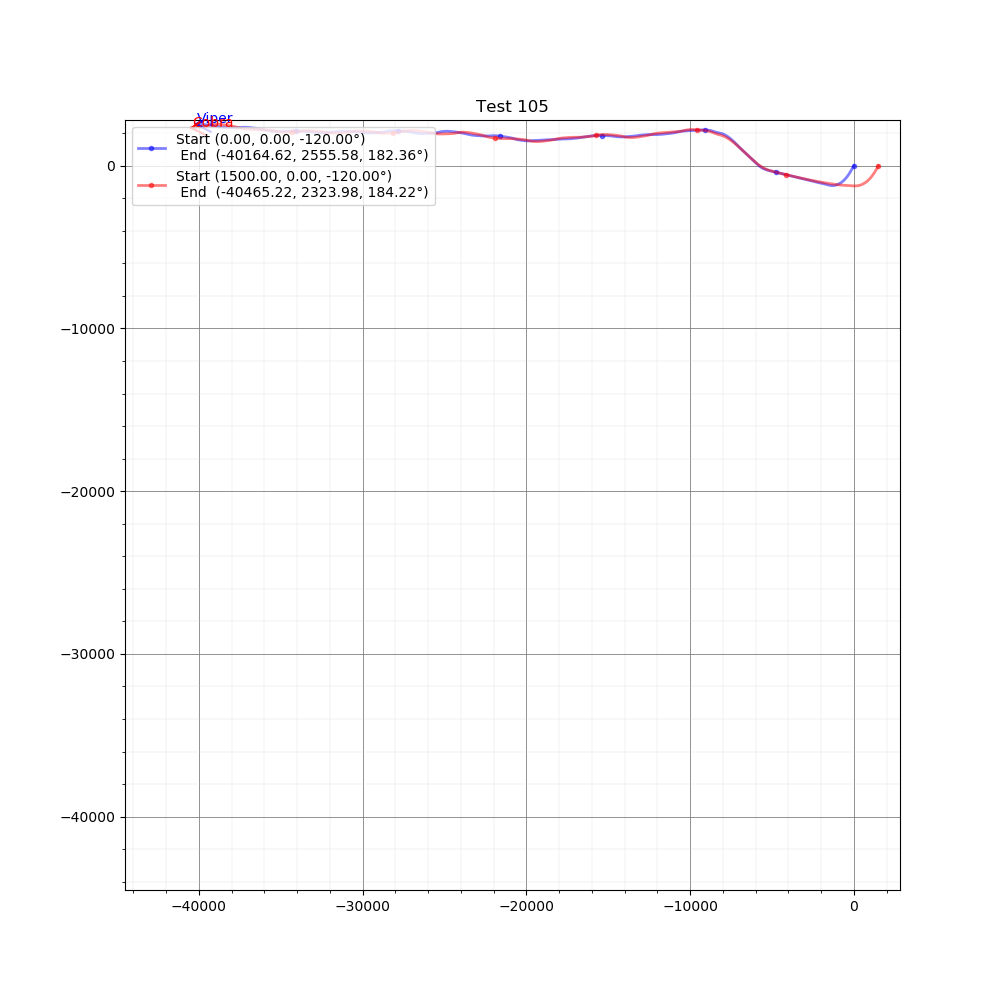 Test 105
Viper
Cobra
Start (0.00, 0.00, -120.00°)
End (-40164.62, 2555.58, 182.36°)
Start (1500.00, 0.00, -120.00°)
End (-40465.22, 2323.98, 184.22°)
0
−10000
−20000
−30000
−40000
−40000
−30000
−20000
−10000
0